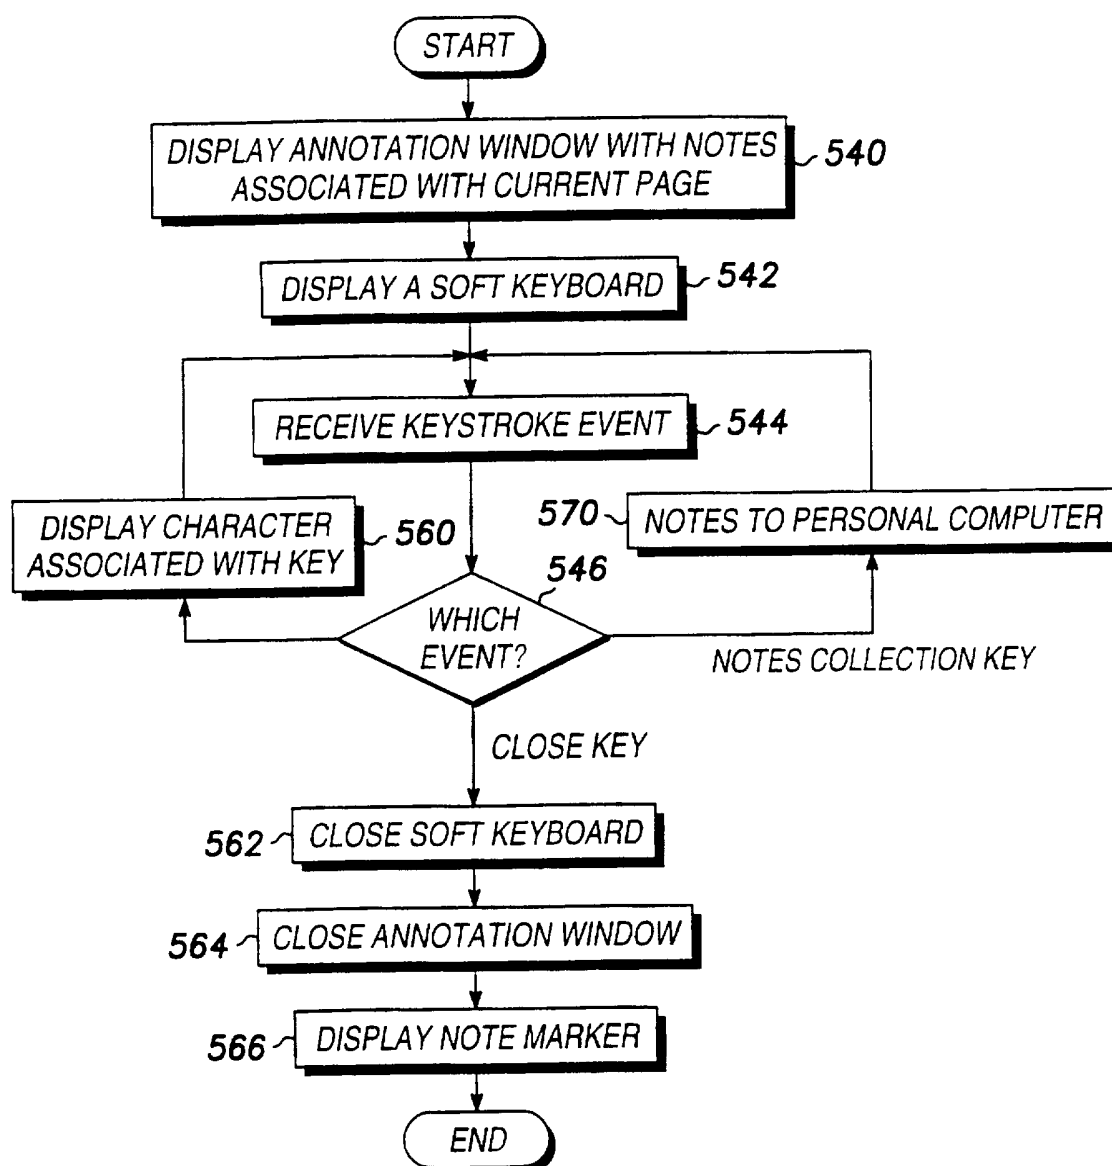 START
DISPLAY ANNOTATION WINDOW WITH NOTES
ASSOCIATED WITH CURRENT PAGE
540
DISPLAY A SOFT KEYBOARD
542
RECEIVE KEYSTROKE EVENT
544
DISPLAY CHARACTER
ASSOCIATED WITH KEY
560
570
NOTES TO PERSONAL COMPUTER
546
WHICH
EVENT?
NOTES COLLECTION KEY
CLOSE KEY
562
CLOSE SOFT KEYBOARD
564
CLOSE ANNOTATION WINDOW
566
DISPLAY NOTE MARKER
END